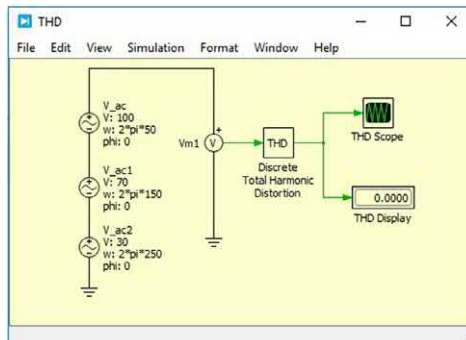 THD
File Edit View Simulation Format Window Help
V_ac
V: 100
w: 2*pi*50
phi: 0
V_ac1
V: 70
w: 2*pi*150
phi: 0
V_ac2
V: 30
w: 2*pi*250
phi: 0
Vm1
V
THD
Discrete
Total Harmonic
Distortion
THD Scope
0.0000
THD Display